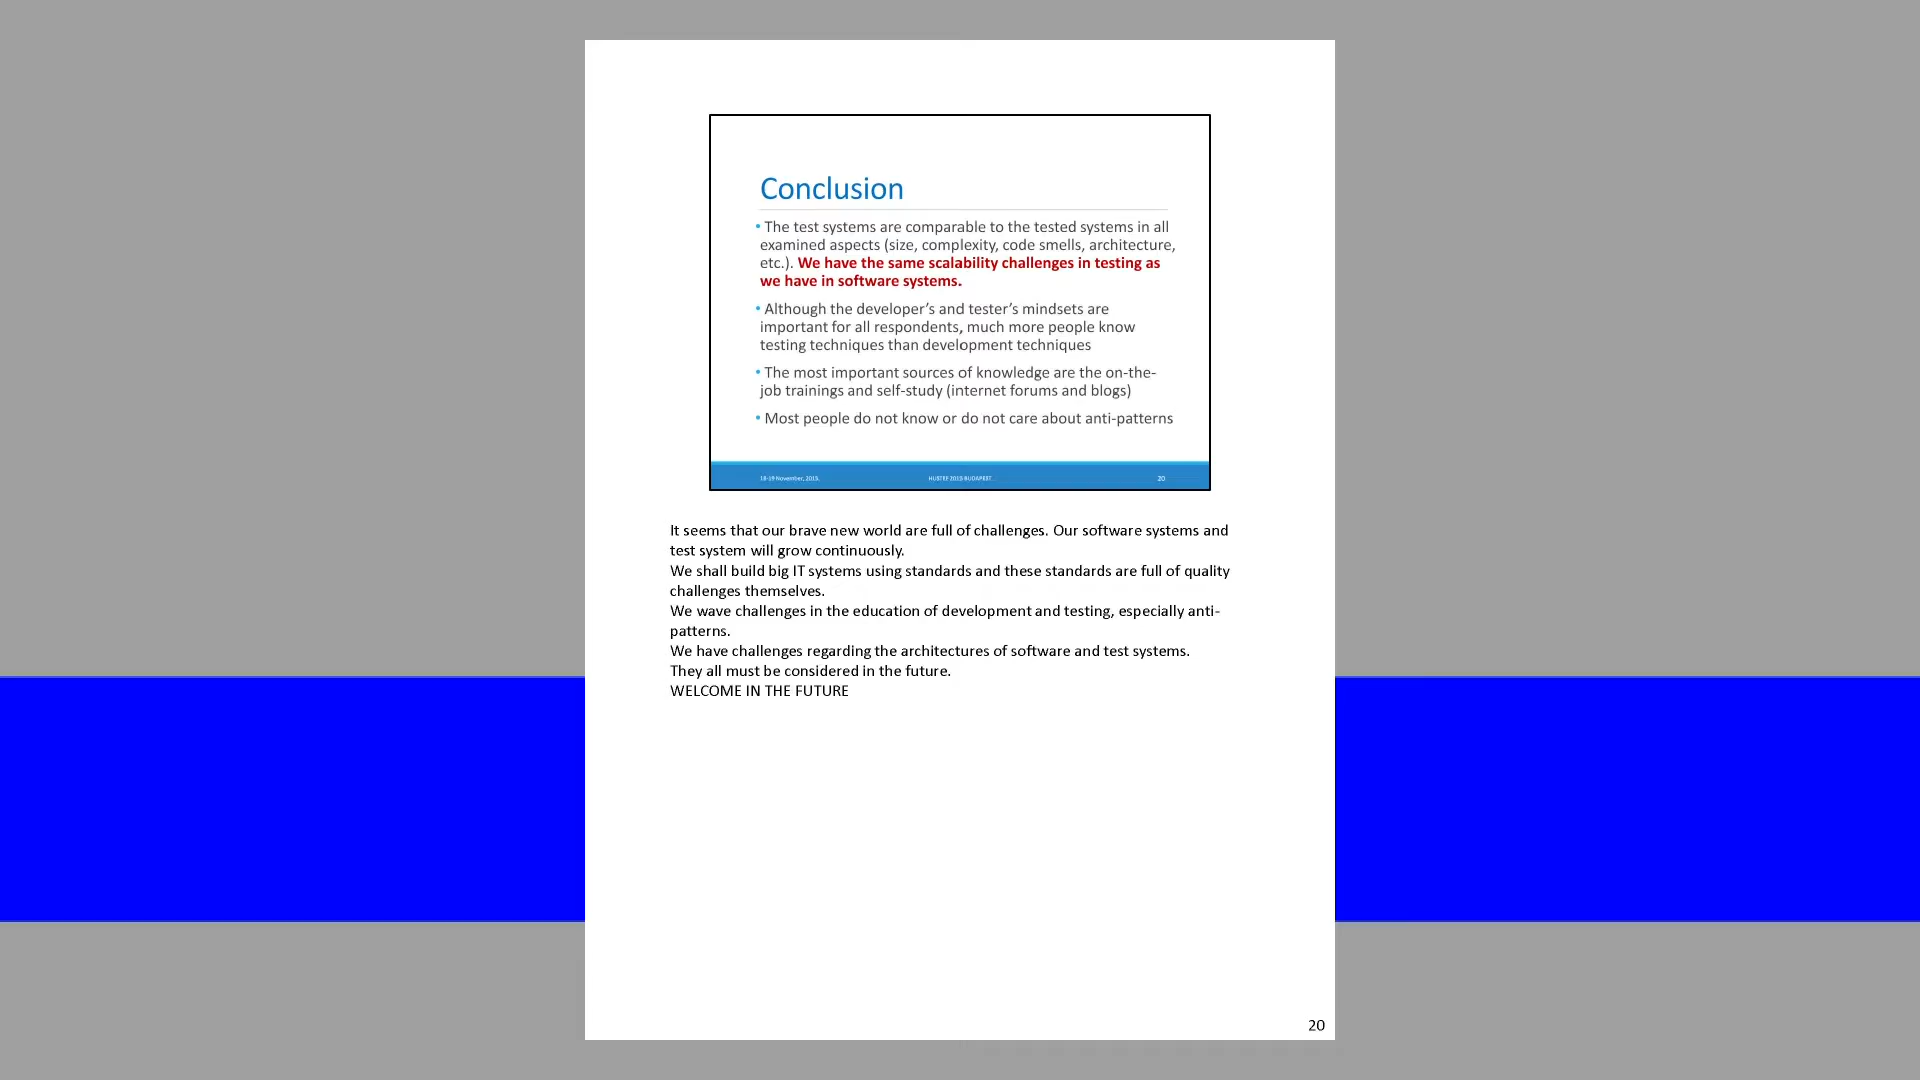 Conclusion
• The test systems are comparable to the tested systems in all
examined aspects (size, complexity, code smells, architecture,
etc.). We have the same scalability challenges in testing as
we have in software systems.
• Although the developer's and tester's mindsets are
important for all respondents, much more people know
testing techniques than development techniques
• The most important sources of knowledge are the on-the-
job trainings and self-study (internet forums and blogs)
• Most people do not know or do not care about anti-patterns
18-19 November, 2015.
HUSTEF 2015 BUDAPEST
20
It seems that our brave new world are full of challenges. Our software systems and
test system will grow continuously.
We shall build big IT systems using standards and these standards are full of quality
challenges themselves.
We wave challenges in the education of development and testing, especially anti-
patterns.
We have challenges regarding the architectures of software and test systems.
They all must be considered in the future.
WELCOME IN THE FUTURE
20